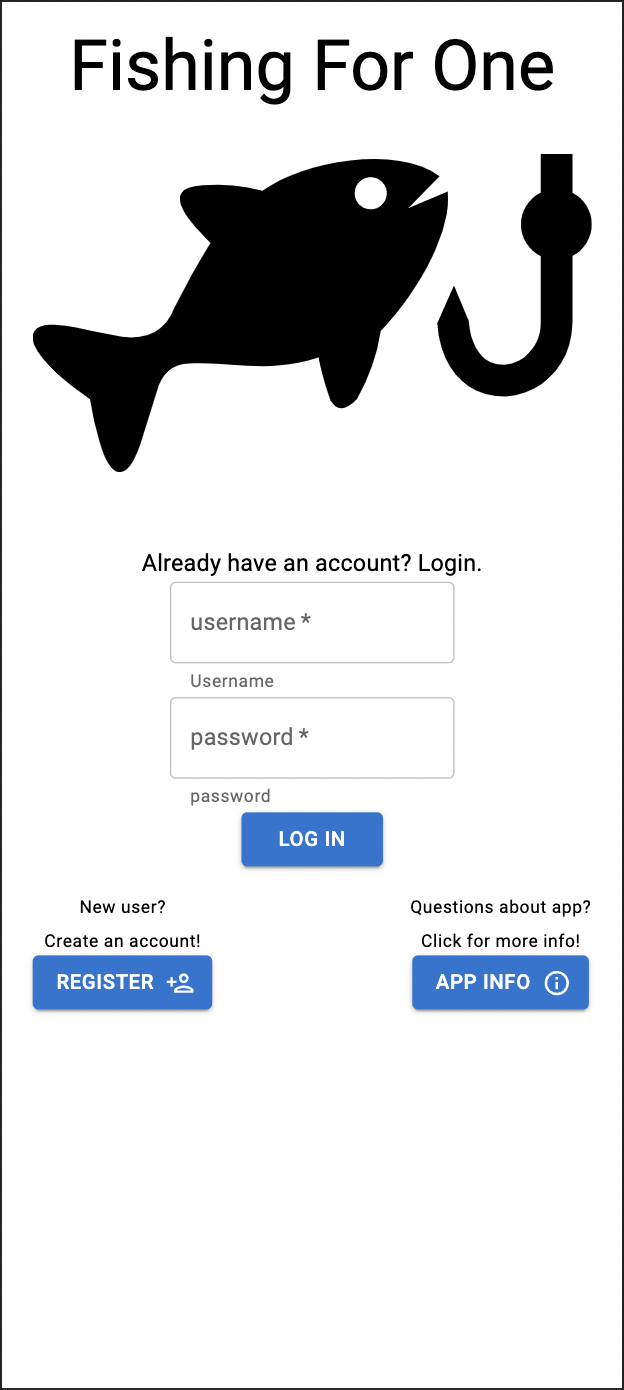 Fishing For One
Already have an account? Login.
username *
Username
password *
password
LOG IN
New user?
Create an account!
REGISTER
Questions about app?
Click for more info!
APP INFO